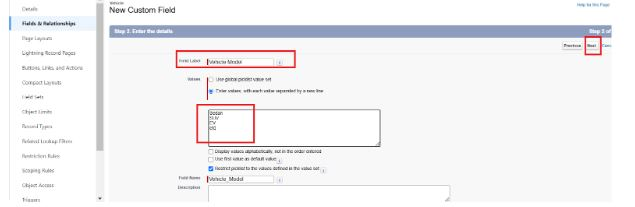 Details
Fields & Relationships
Page Layouts
Lightning Record Pages
Buttons, Links, and Actions
Compact Layouts
Field Sets
Object Limits
Record Types
Related Lookup Filters
Restriction Rules
Scoping Rules
Object Access
Triggers
Vehicle
New Custom Field
Help for this Page
Step 2. Enter the details
Step 2 of
Previous
Next
Field Label
Vehicle Model
i
Values
Use global picklist value set
Enter values, with each value separated by a new line
Sedan
SUV
EV
Display values alphabetically, not in the order entered
Use first value as default value
i
Restrict picklist to the values defined in the value set
i
Field Name
Vehicle_Model
i
Description